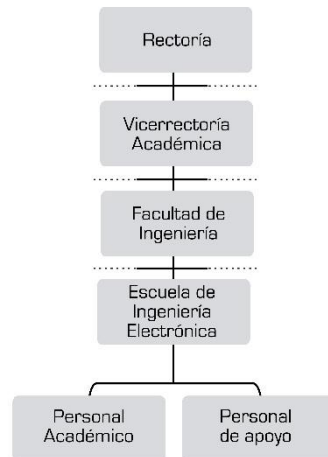 Rectoría
Vicerrectoría
Académica
Facultad de
Ingeniería
Escuela de
Ingeniería
Electrónica
Personal
Académico
Personal
de apoyo